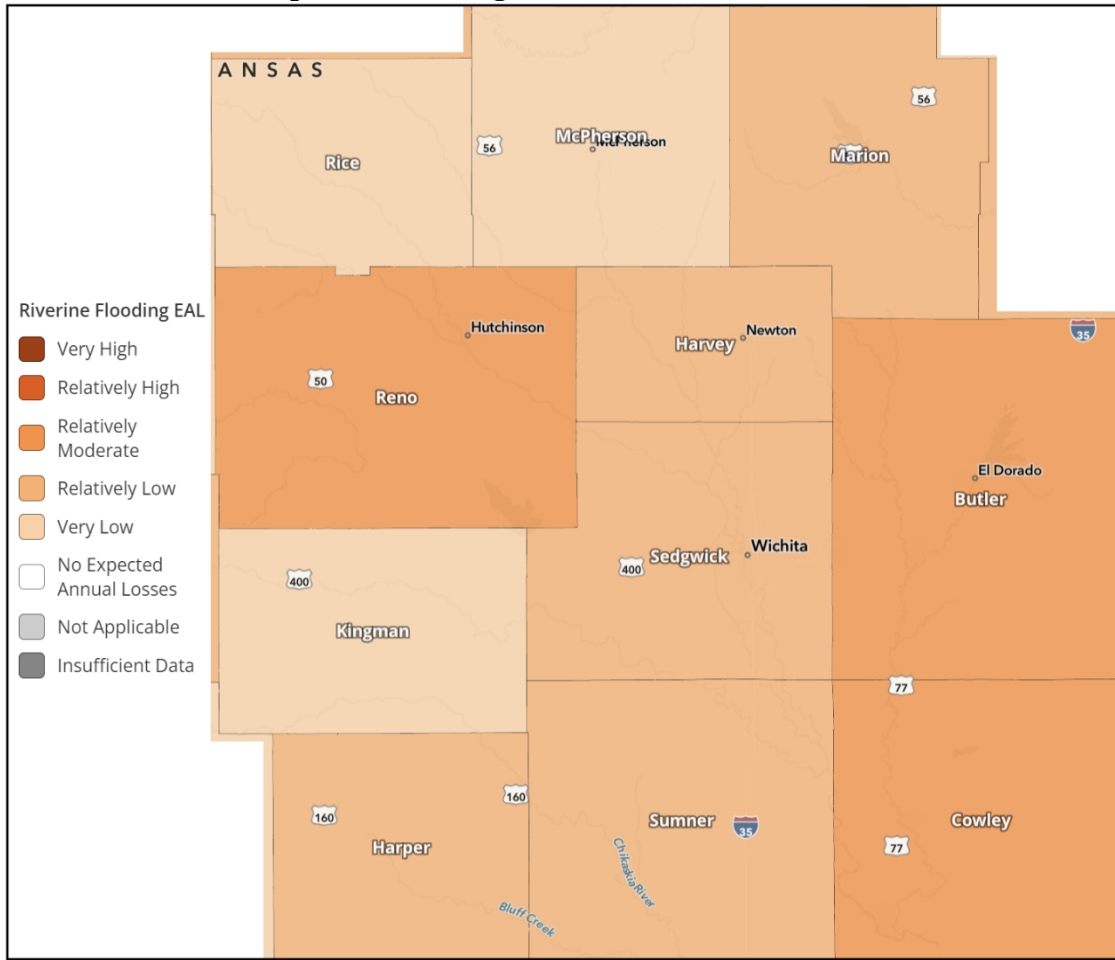 A N S A S
56
56
McPherson
McPherson
Rice
Marion
Riverine Flooding EAL
Very High
Relatively High
Relatively
Moderate
Relatively Low
Very Low
No Expected
Annual Losses
Not Applicable
Insufficient Data
Hutchinson
50
Reno
Newton
Harvey
35
El Dorado
Butler
Wichita
Sedgwick
400
400
Kingman
77
160
160
Harper
Sumner
35
Cowley
77
Chikaskia River
Bluff Creek